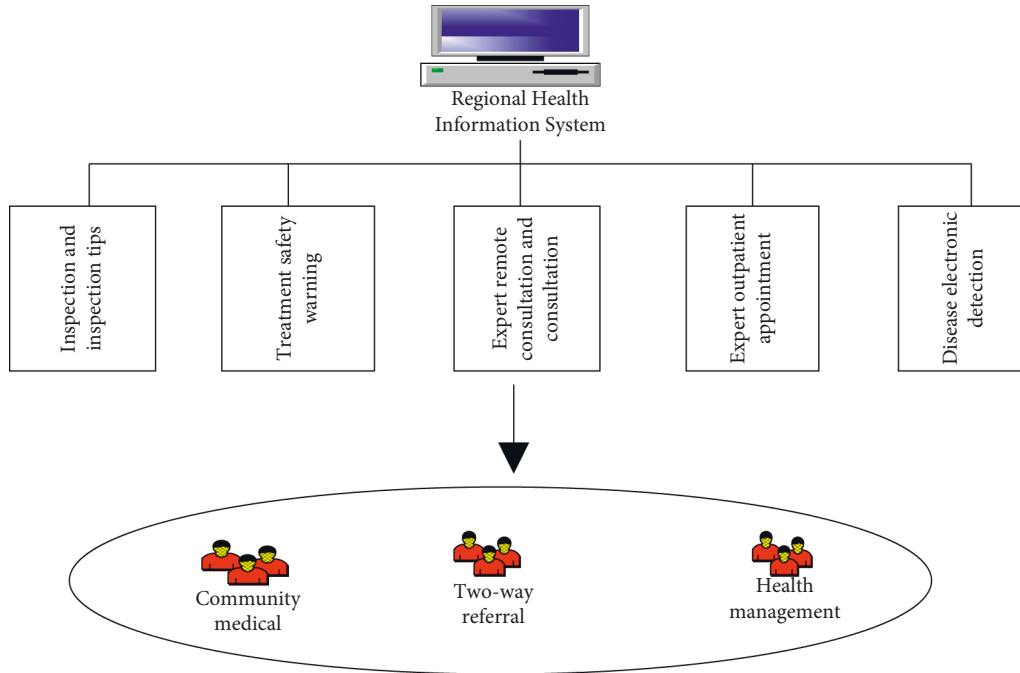 Regional Health
Information System
Inspection and
inspection tips
Treatment safety
warning
Expert remote
consultation and
consultation
Expert outpatient
appointment
Disease electronic
detection
Community
medical
Two-way
referral
Health
management